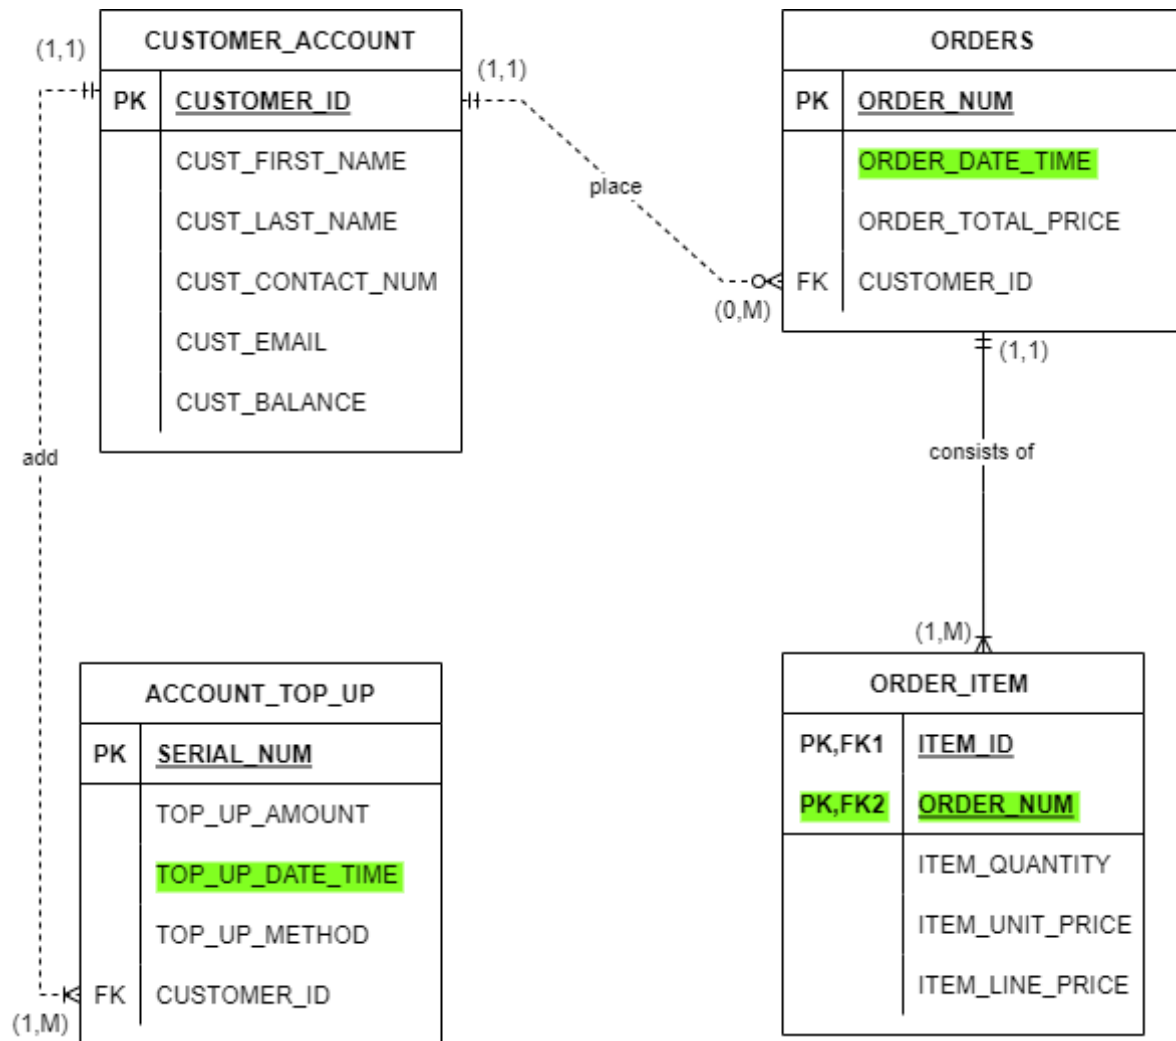 CUSTOMER_ACCOUNT
PK CUSTOMER_ID
CUST_FIRST_NAME
CUST_LAST_NAME
CUST_CONTACT_NUM
CUST_EMAIL
CUST_BALANCE
(1,1)
(1,1)
place
(0,M)
ORDERS
PK ORDER_NUM
ORDER_DATE_TIME
ORDER_TOTAL_PRICE
FK CUSTOMER_ID
(1,1)
consists of
(1,M)
add
(1,M)
ACCOUNT_TOP_UP
PK SERIAL_NUM
TOP_UP_AMOUNT
TOP_UP_DATE_TIME
TOP_UP_METHOD
FK CUSTOMER_ID
ORDER_ITEM
PK,FK1 ITEM_ID
PK,FK2 ORDER_NUM
ITEM_QUANTITY
ITEM_UNIT_PRICE
ITEM_LINE_PRICE